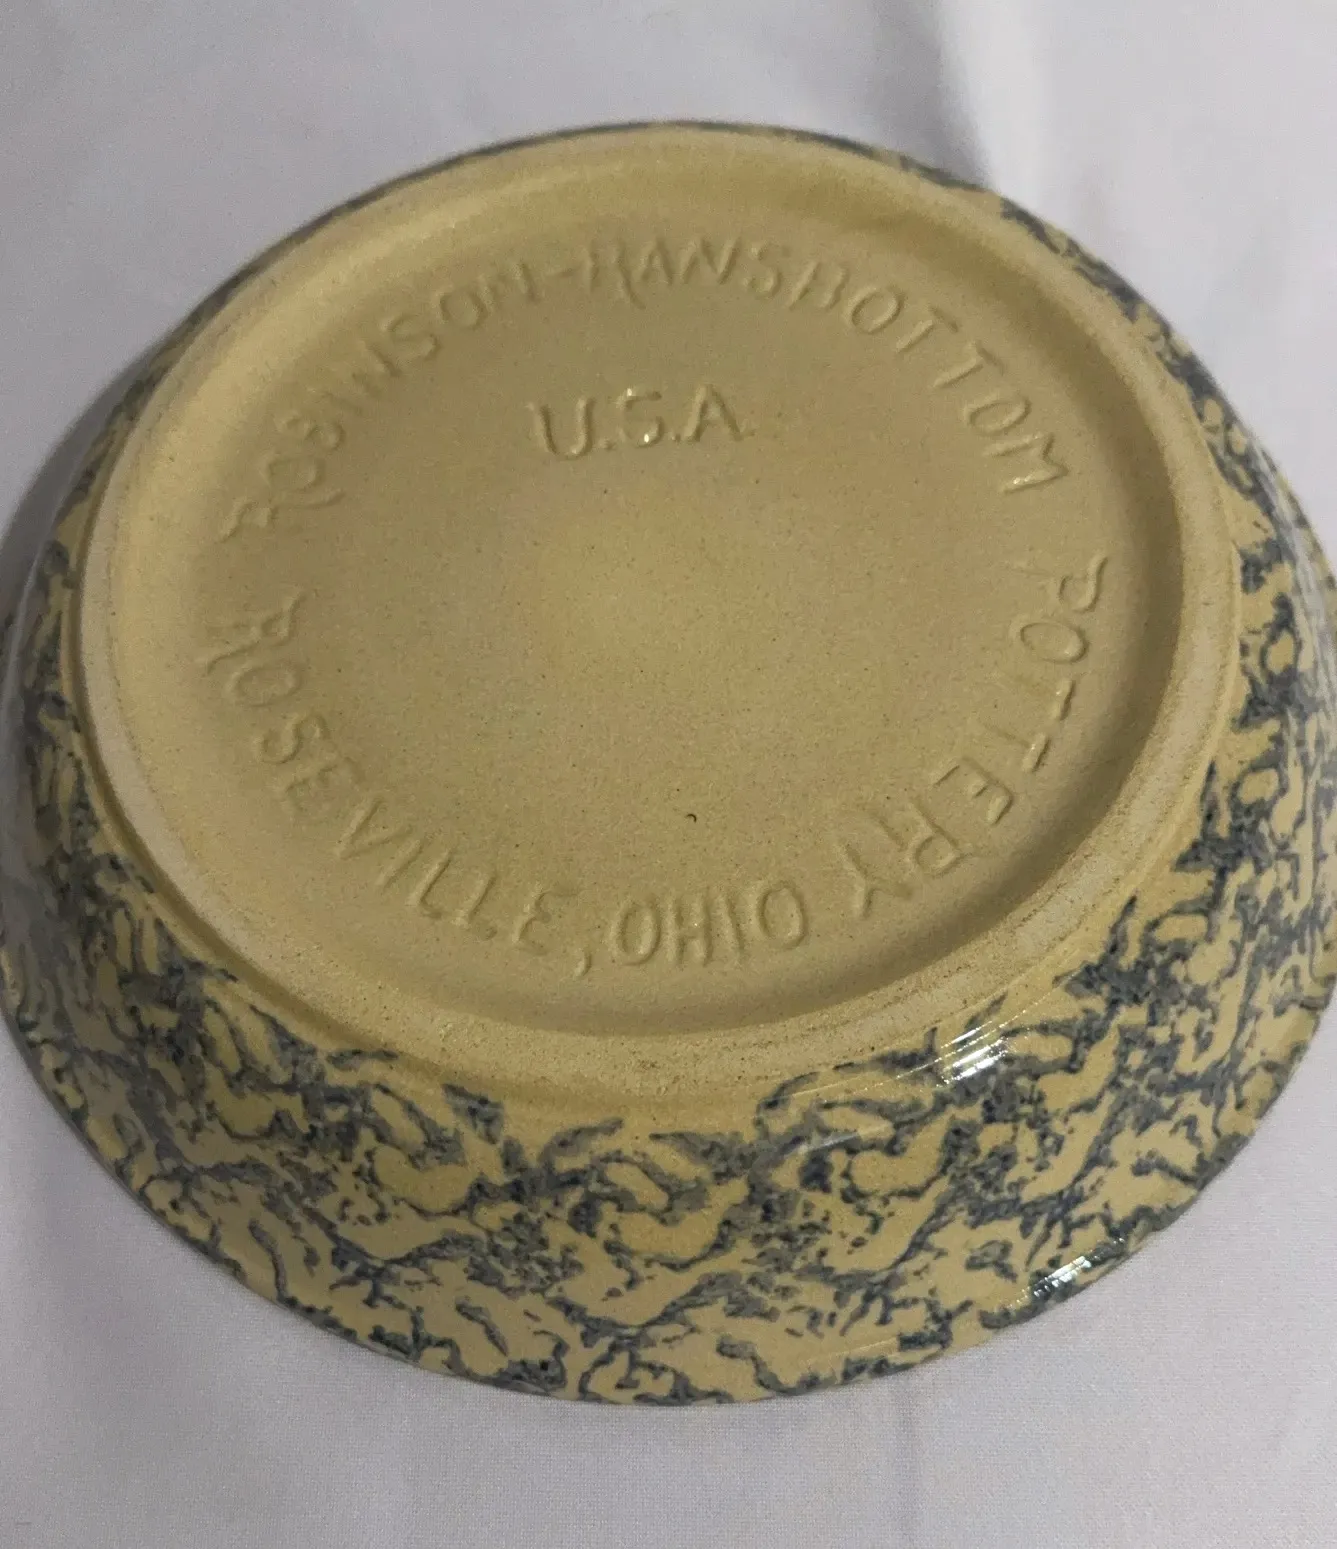 ROBINSON-RANSBOTTOM POTTERY
U.S.A.
ROSEVILLE, OHIO